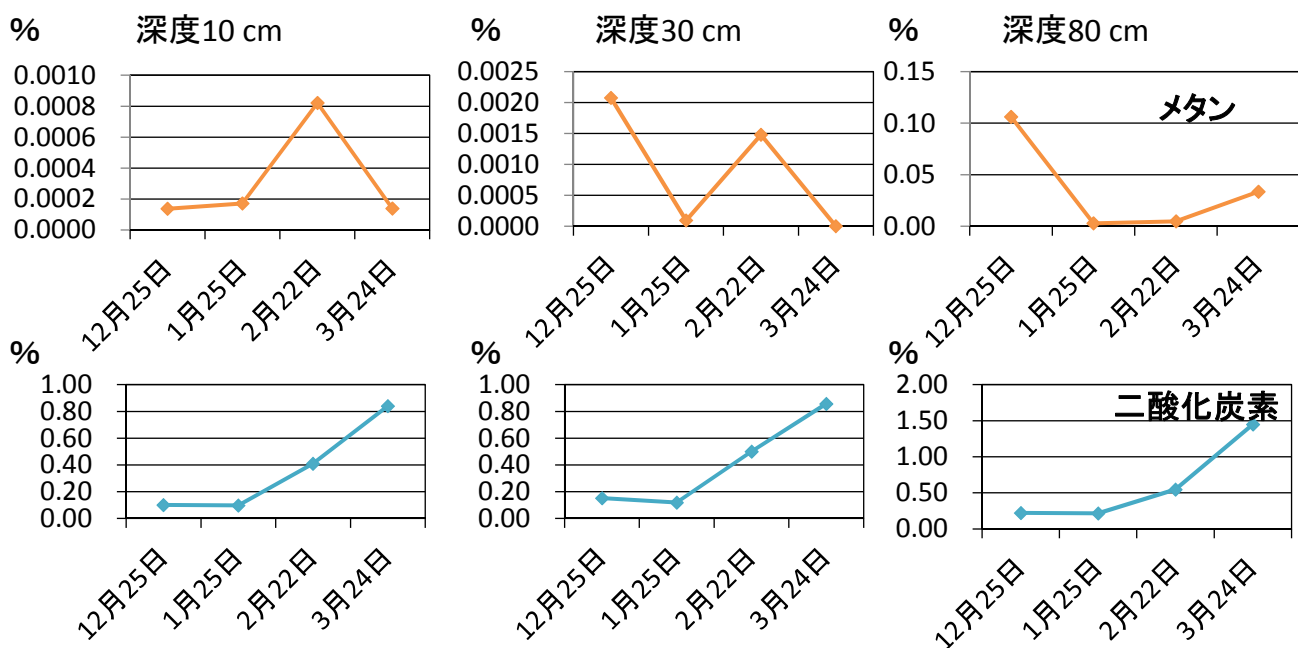 % 深度10 cm
0.0010
0.0008
0.0006
0.0004
0.0002
0.0000
12月25日
1月25日
2月22日
3月24日
% 深度30 cm
0.0025
0.0020
0.0015
0.0010
0.0005
0.0000
12月25日
1月25日
2月22日
3月24日
% 深度80 cm
0.15
0.10
0.05
0.00
メタン
12月25日
1月25日
2月22日
3月24日
%
1.00
0.80
0.60
0.40
0.20
0.00
12月25日
1月25日
2月22日
3月24日
%
1.00
0.80
0.60
0.40
0.20
0.00
12月25日
1月25日
2月22日
3月24日
%
2.00
1.50
1.00
0.50
0.00
二酸化炭素
12月25日
1月25日
2月22日
3月24日